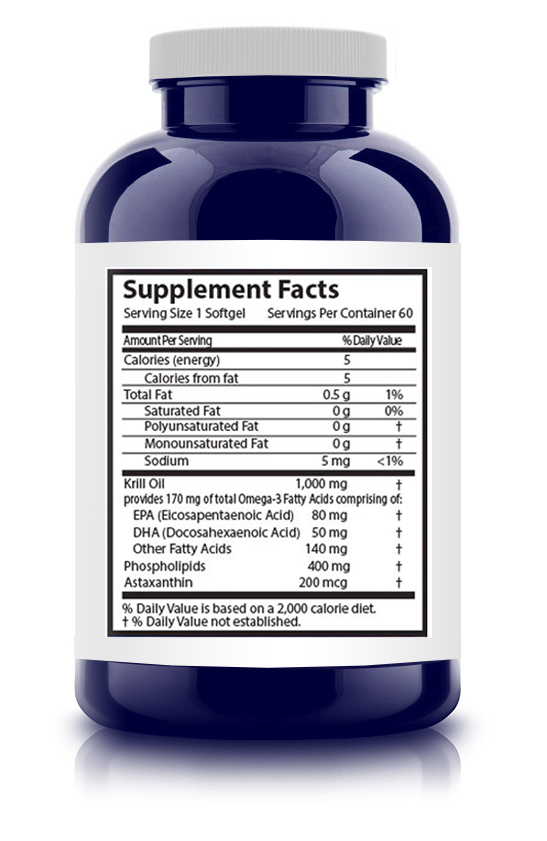 Supplement Facts
Serving Size 1 Softgel Servings Per Container 60
Amount Per Serving % Daily Value
Calories (energy) 5
Calories from fat 5
Total Fat 0.5 g 1%
Saturated Fat 0 g 0%
Polyunsaturated Fat 0 g †
Monounsaturated Fat 0 g †
Sodium 5 mg <1%
Krill Oil 1,000 mg †
provides 170 mg of total Omega-3 Fatty Acids comprising of:
EPA (Eicosapentaenoic Acid) 80 mg †
DHA (Docosahexaenoic Acid) 50 mg †
Other Fatty Acids 140 mg †
Phospholipids 400 mg †
Astaxanthin 200 mcg †
% Daily Value is based on a 2,000 calorie diet.
† % Daily Value not established.